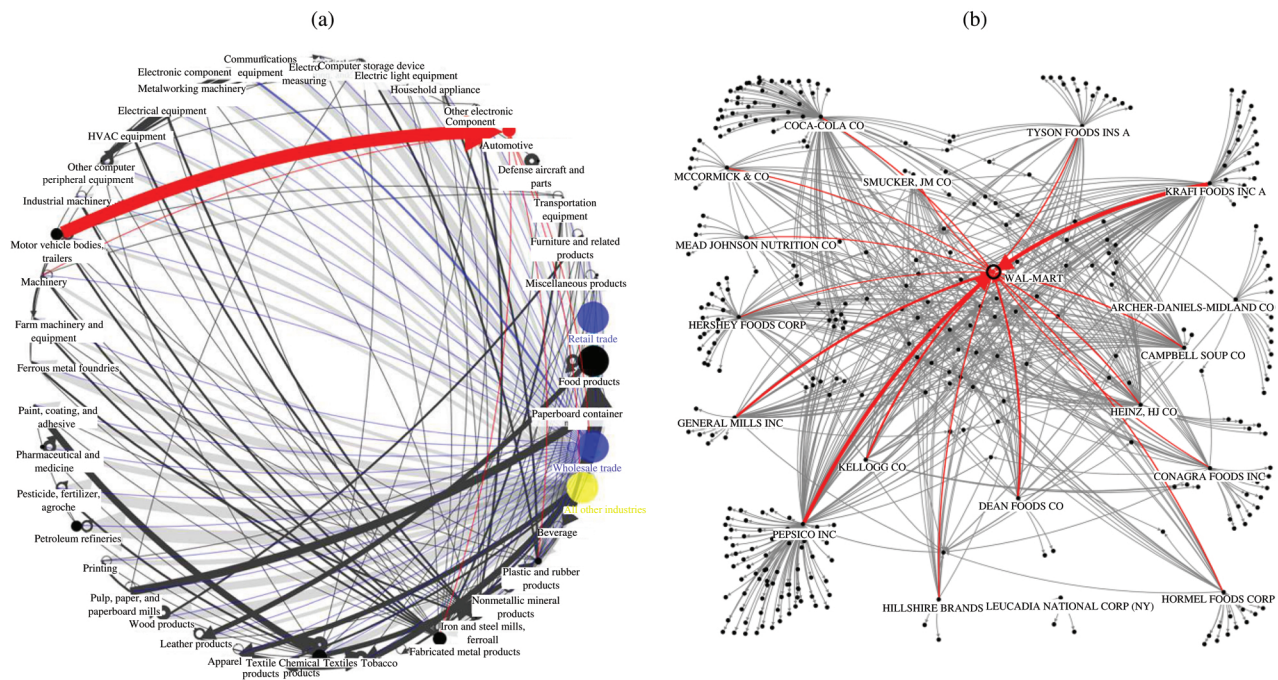 (a)
(b)
Communications
equipment
Electronic component
Metalworking machinery
Electro
measuring
Computer storage device
Electric light equipment
Household appliance
Electrical equipment
Other electronic
Component
HVAC equipment
Automotive
Other computer
peripheral equipment
Defense aircraft and
parts
Industrial machinery
Transportation
equipment
Motor vehicle bodies,
trailers
Furniture and related
products
Machinery
Miscellaneous products
Farm machinery and
equipment
Retail trade
Ferrous metal foundries
Food products
Paint, coating, and
adhesive
Paperboard container
Pharmaceutical and
medicine
Wholesale trade
Pesticide, fertilizer,
agroche
All other industries
Petroleum refineries
Beverage
Printing
Plastic and rubber
products
Pulp, paper, and
paperboard mills
Nonmetallic mineral
products
Wood products
Iron and steel mills,
ferroall
Leather products
Fabricated metal products
Apparel
Textile
products
Chemical
products
Textiles
Tobacco
COCA-COLA CO
TYSON FOODS INS A
MCCORMICK & CO
SMUCKER, JM CO
KRAFI FOODS INC A
MEAD JOHNSON NUTRITION CO
WAL-MART
HERSHEY FOODS CORP
ARCHER-DANIELS-MIDLAND CO
CAMPBELL SOUP CO
GENERAL MILLS INC
HEINZ, HJ CO
KELLOGG CO
CONAGRA FOODS INC
DEAN FOODS CO
PEPSICO INC
HILLSHIRE BRANDS
LEUCADIA NATIONAL CORP (NY)
HORMEL FOODS CORP